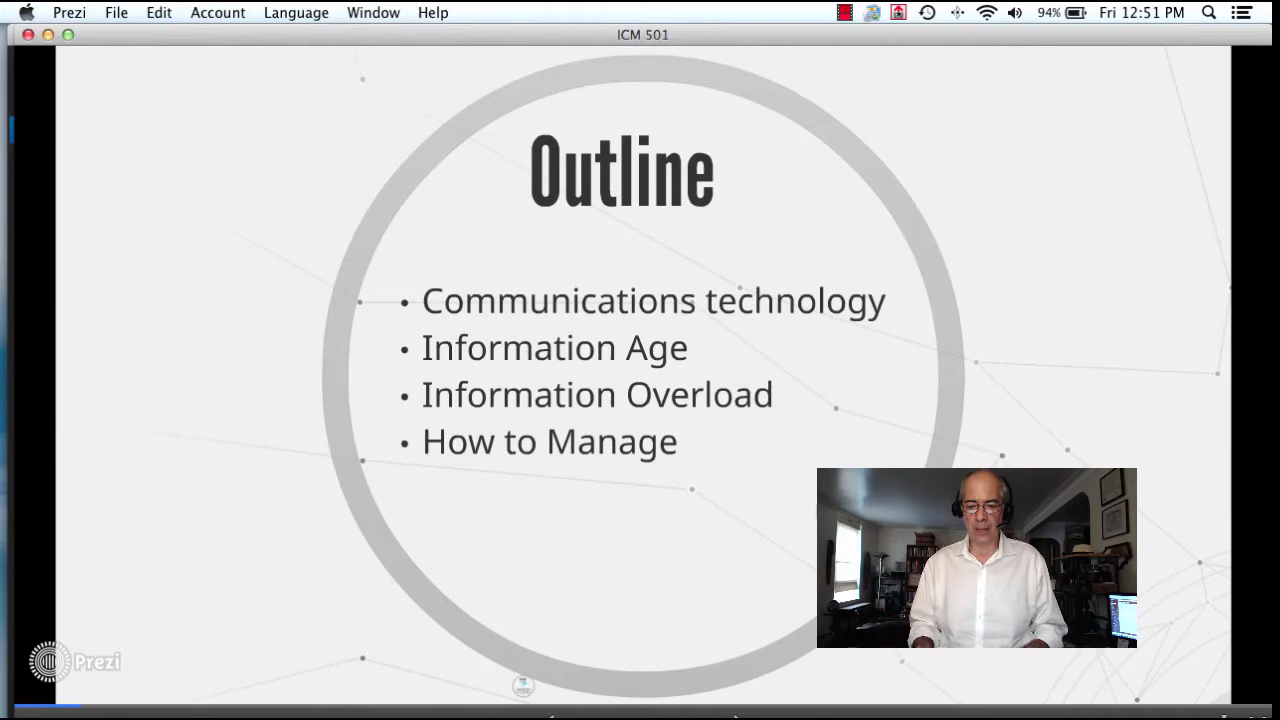 Prezi File Edit Account Language Window Help 94% Fri 12:51 PM
ICM 501
Outline
• Communications technology
• Information Age
• Information Overload
• How to Manage
Prezi